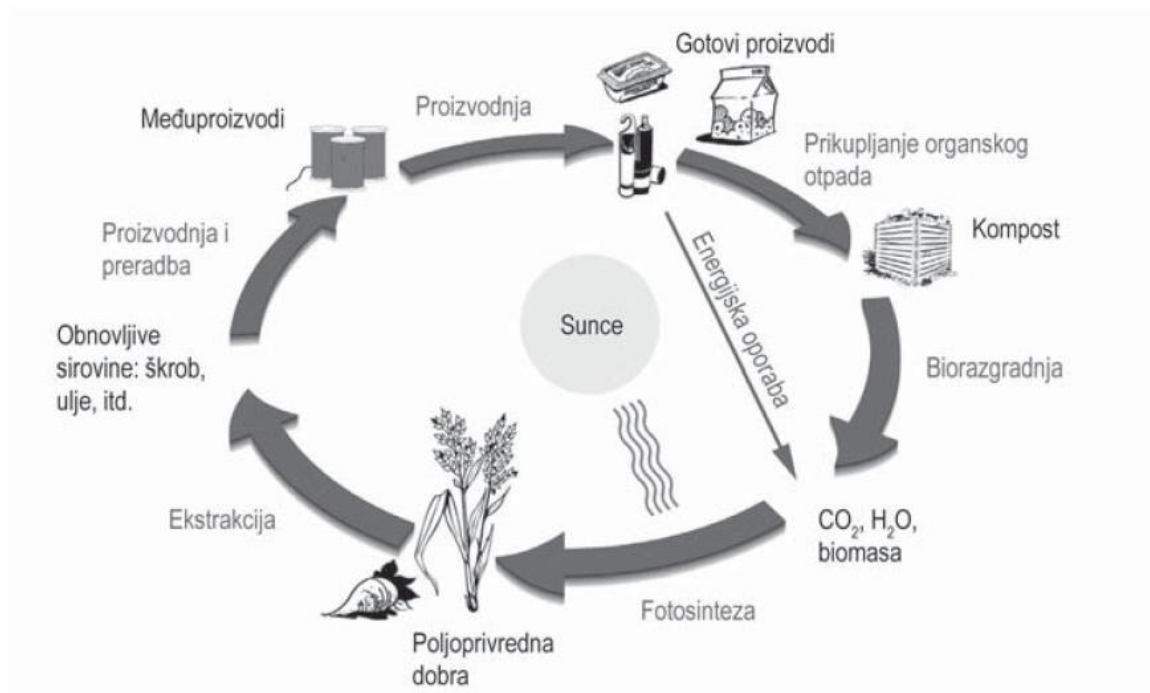 Gotovi proizvodi
Proizvodnja
Međuproizvodi
Prikupljanje organskog
otpada
Kompost
Proizvodnja i
preradba
Energijska oporaba
Sunce
Obnovljive
sirovine: škrob,
ulje, itd.
Biorazgradnja
Ekstrakcija
CO₂, H₂O,
biomasa
Fotosinteza
Poljoprivredna
dobra